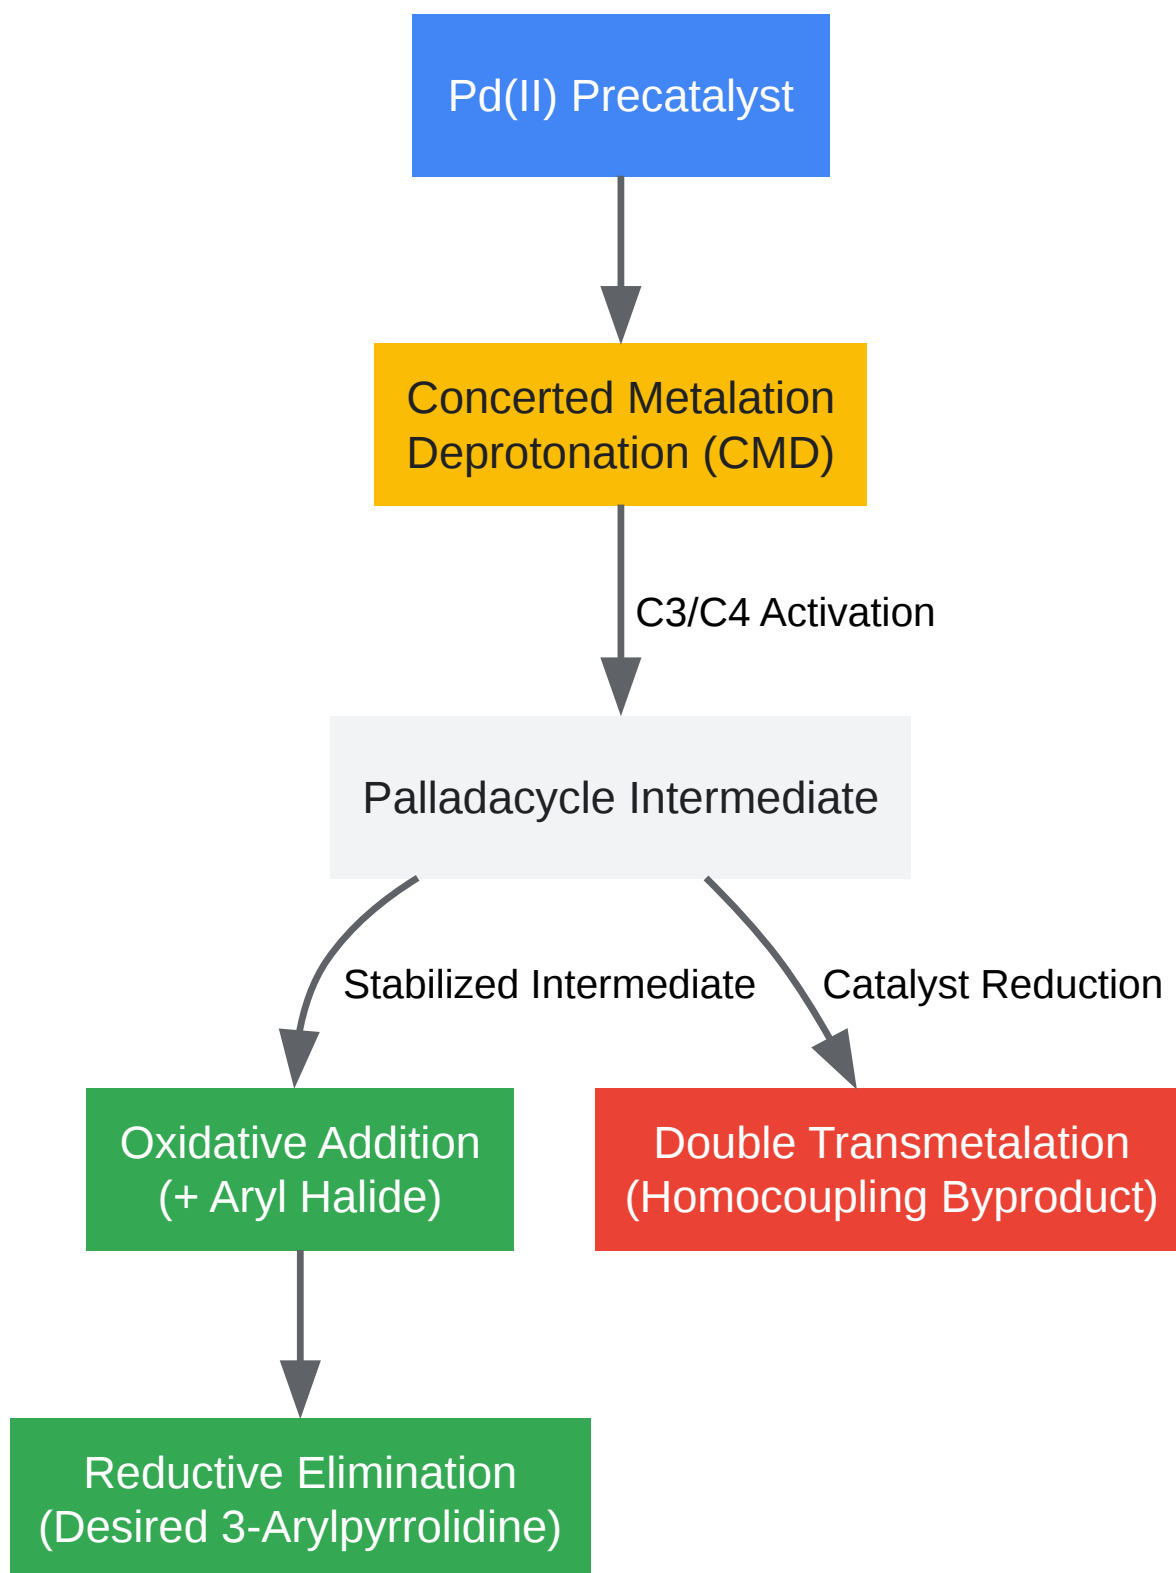 Pd(II) Precatalyst
Concerted Metalation
Deprotonation (CMD)
C3/C4 Activation
Palladacycle Intermediate
Stabilized Intermediate
Catalyst Reduction
Oxidative Addition
(+ Aryl Halide)
Double Transmetalation
(Homocoupling Byproduct)
Reductive Elimination
(Desired 3-Arylpyrrolidine)